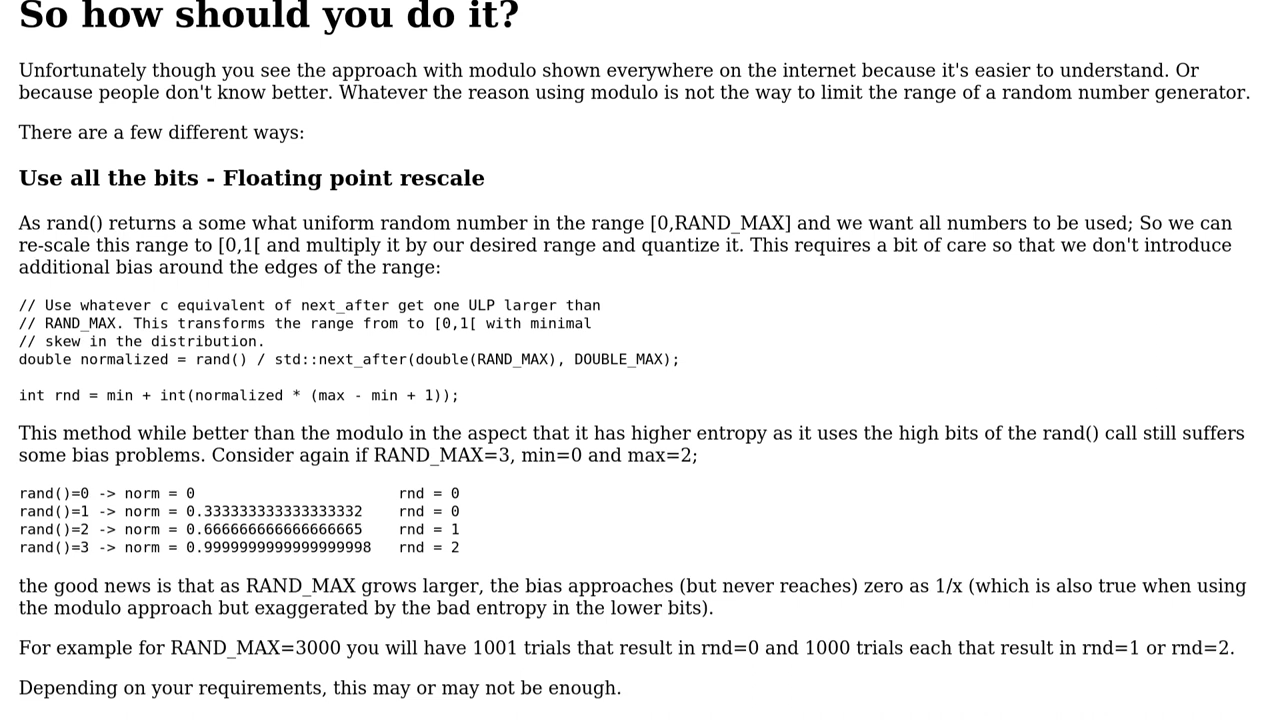 So how should you do it?
Unfortunately though you see the approach with modulo shown everywhere on the internet because it's easier to understand. Or
because people don't know better. Whatever the reason using modulo is not the way to limit the range of a random number generator.
There are a few different ways:
Use all the bits - Floating point rescale
As rand() returns a some what uniform random number in the range [0,RAND_MAX] and we want all numbers to be used; So we can
re-scale this range to [0,1[ and multiply it by our desired range and quantize it. This requires a bit of care so that we don't introduce
additional bias around the edges of the range:
// Use whatever c equivalent of next_after get one ULP larger than
// RAND_MAX. This transforms the range from to [0,1[ with minimal
// skew in the distribution.
double normalized = rand() / std::next_after(double(RAND_MAX), DOUBLE_MAX);
int rnd = min + int(normalized * (max - min + 1));
This method while better than the modulo in the aspect that it has higher entropy as it uses the high bits of the rand() call still suffers
some bias problems. Consider again if RAND_MAX=3, min=0 and max=2;
rand()=0 -> norm = 0 rnd = 0
rand()=1 -> norm = 0.333333333333333332 rnd = 0
rand()=2 -> norm = 0.666666666666666665 rnd = 1
rand()=3 -> norm = 0.9999999999999999998 rnd = 2
the good news is that as RAND_MAX grows larger, the bias approaches (but never reaches) zero as 1/x (which is also true when using
the modulo approach but exaggerated by the bad entropy in the lower bits).
For example for RAND_MAX=3000 you will have 1001 trials that result in rnd=0 and 1000 trials each that result in rnd=1 or rnd=2.
Depending on your requirements, this may or may not be enough.